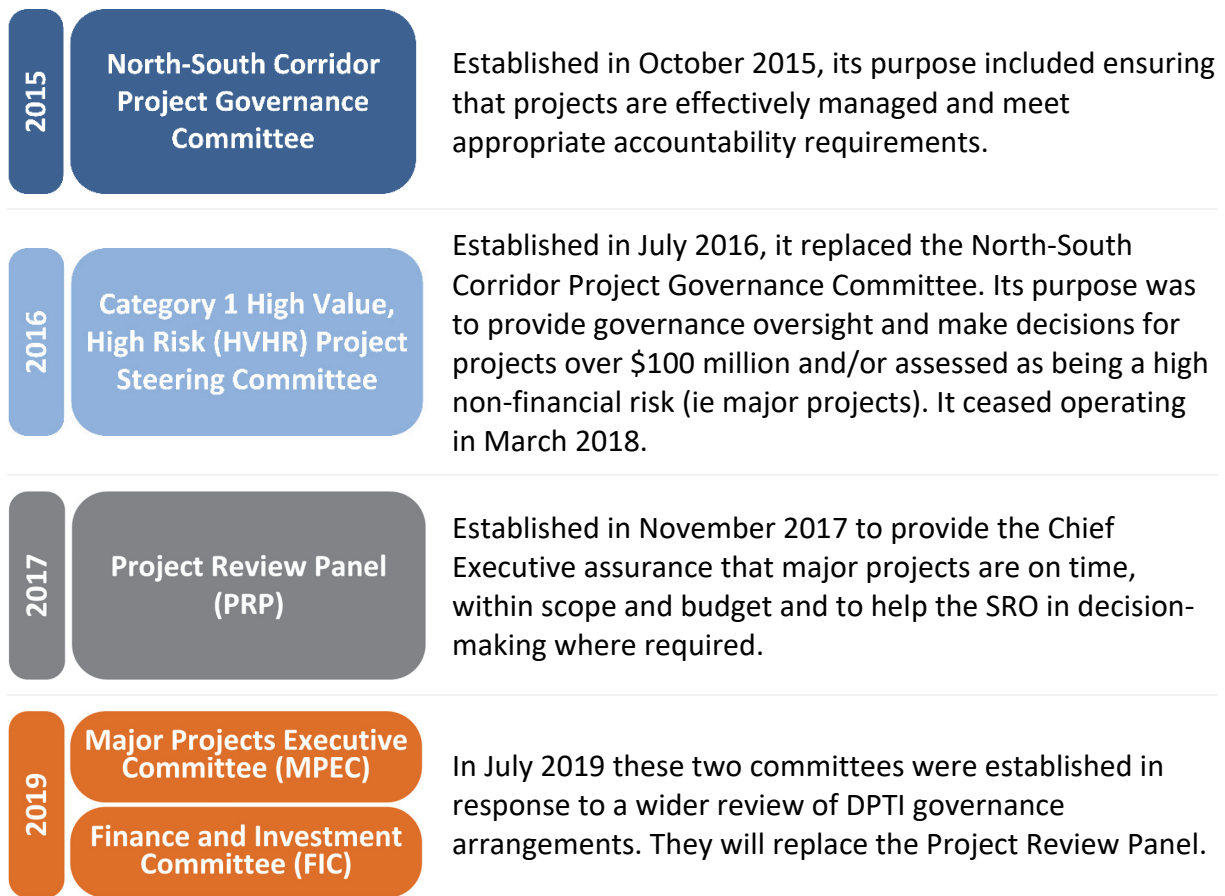 2015
North-South Corridor
Project Governance
Committee
Established in October 2015, its purpose included ensuring
that projects are effectively managed and meet
appropriate accountability requirements.
2016
Category 1 High Value,
High Risk (HVHR) Project
Steering Committee
Established in July 2016, it replaced the North-South
Corridor Project Governance Committee. Its purpose was
to provide governance oversight and make decisions for
projects over $100 million and/or assessed as being a high
non-financial risk (ie major projects). It ceased operating
in March 2018.
2017
Project Review Panel
(PRP)
Established in November 2017 to provide the Chief
Executive assurance that major projects are on time,
within scope and budget and to help the SRO in decision-
making where required.
2019
Major Projects Executive
Committee (MPEC)
Finance and Investment
Committee (FIC)
In July 2019 these two committees were established in
response to a wider review of DPTI governance
arrangements. They will replace the Project Review Panel.